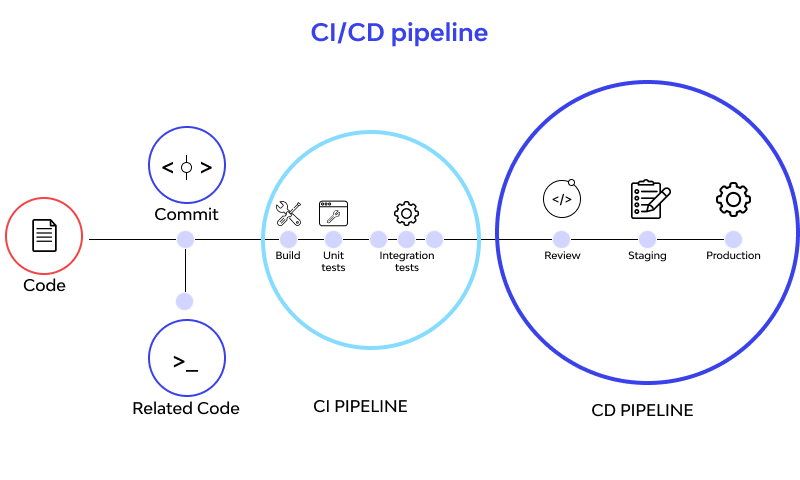 CI/CD pipeline
Code
Commit
Related Code
Build
Unit
tests
Integration
tests
CI PIPELINE
</>
Review
Staging
Production
CD PIPELINE